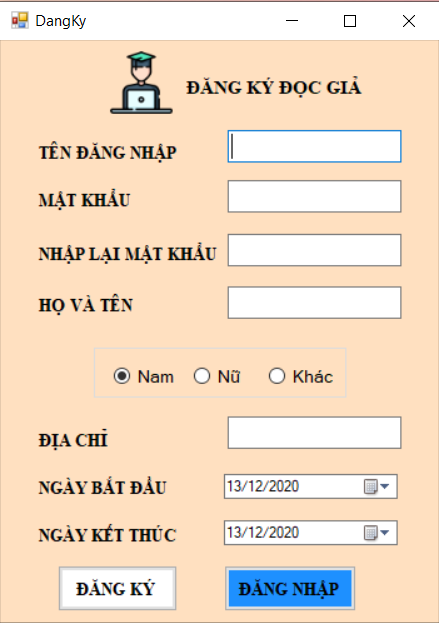 DangKy
ĐĂNG KÝ ĐỌC GIẢ
TÊN ĐĂNG NHẬP
MẬT KHẨU
NHẬP LẠI MẬT KHẨU
HỌ VÀ TÊN
Nam Nữ Khác
ĐỊA CHỈ
NGÀY BẮT ĐẦU 13/12/2020
NGÀY KẾT THÚC 13/12/2020
ĐĂNG KÝ ĐĂNG NHẬP